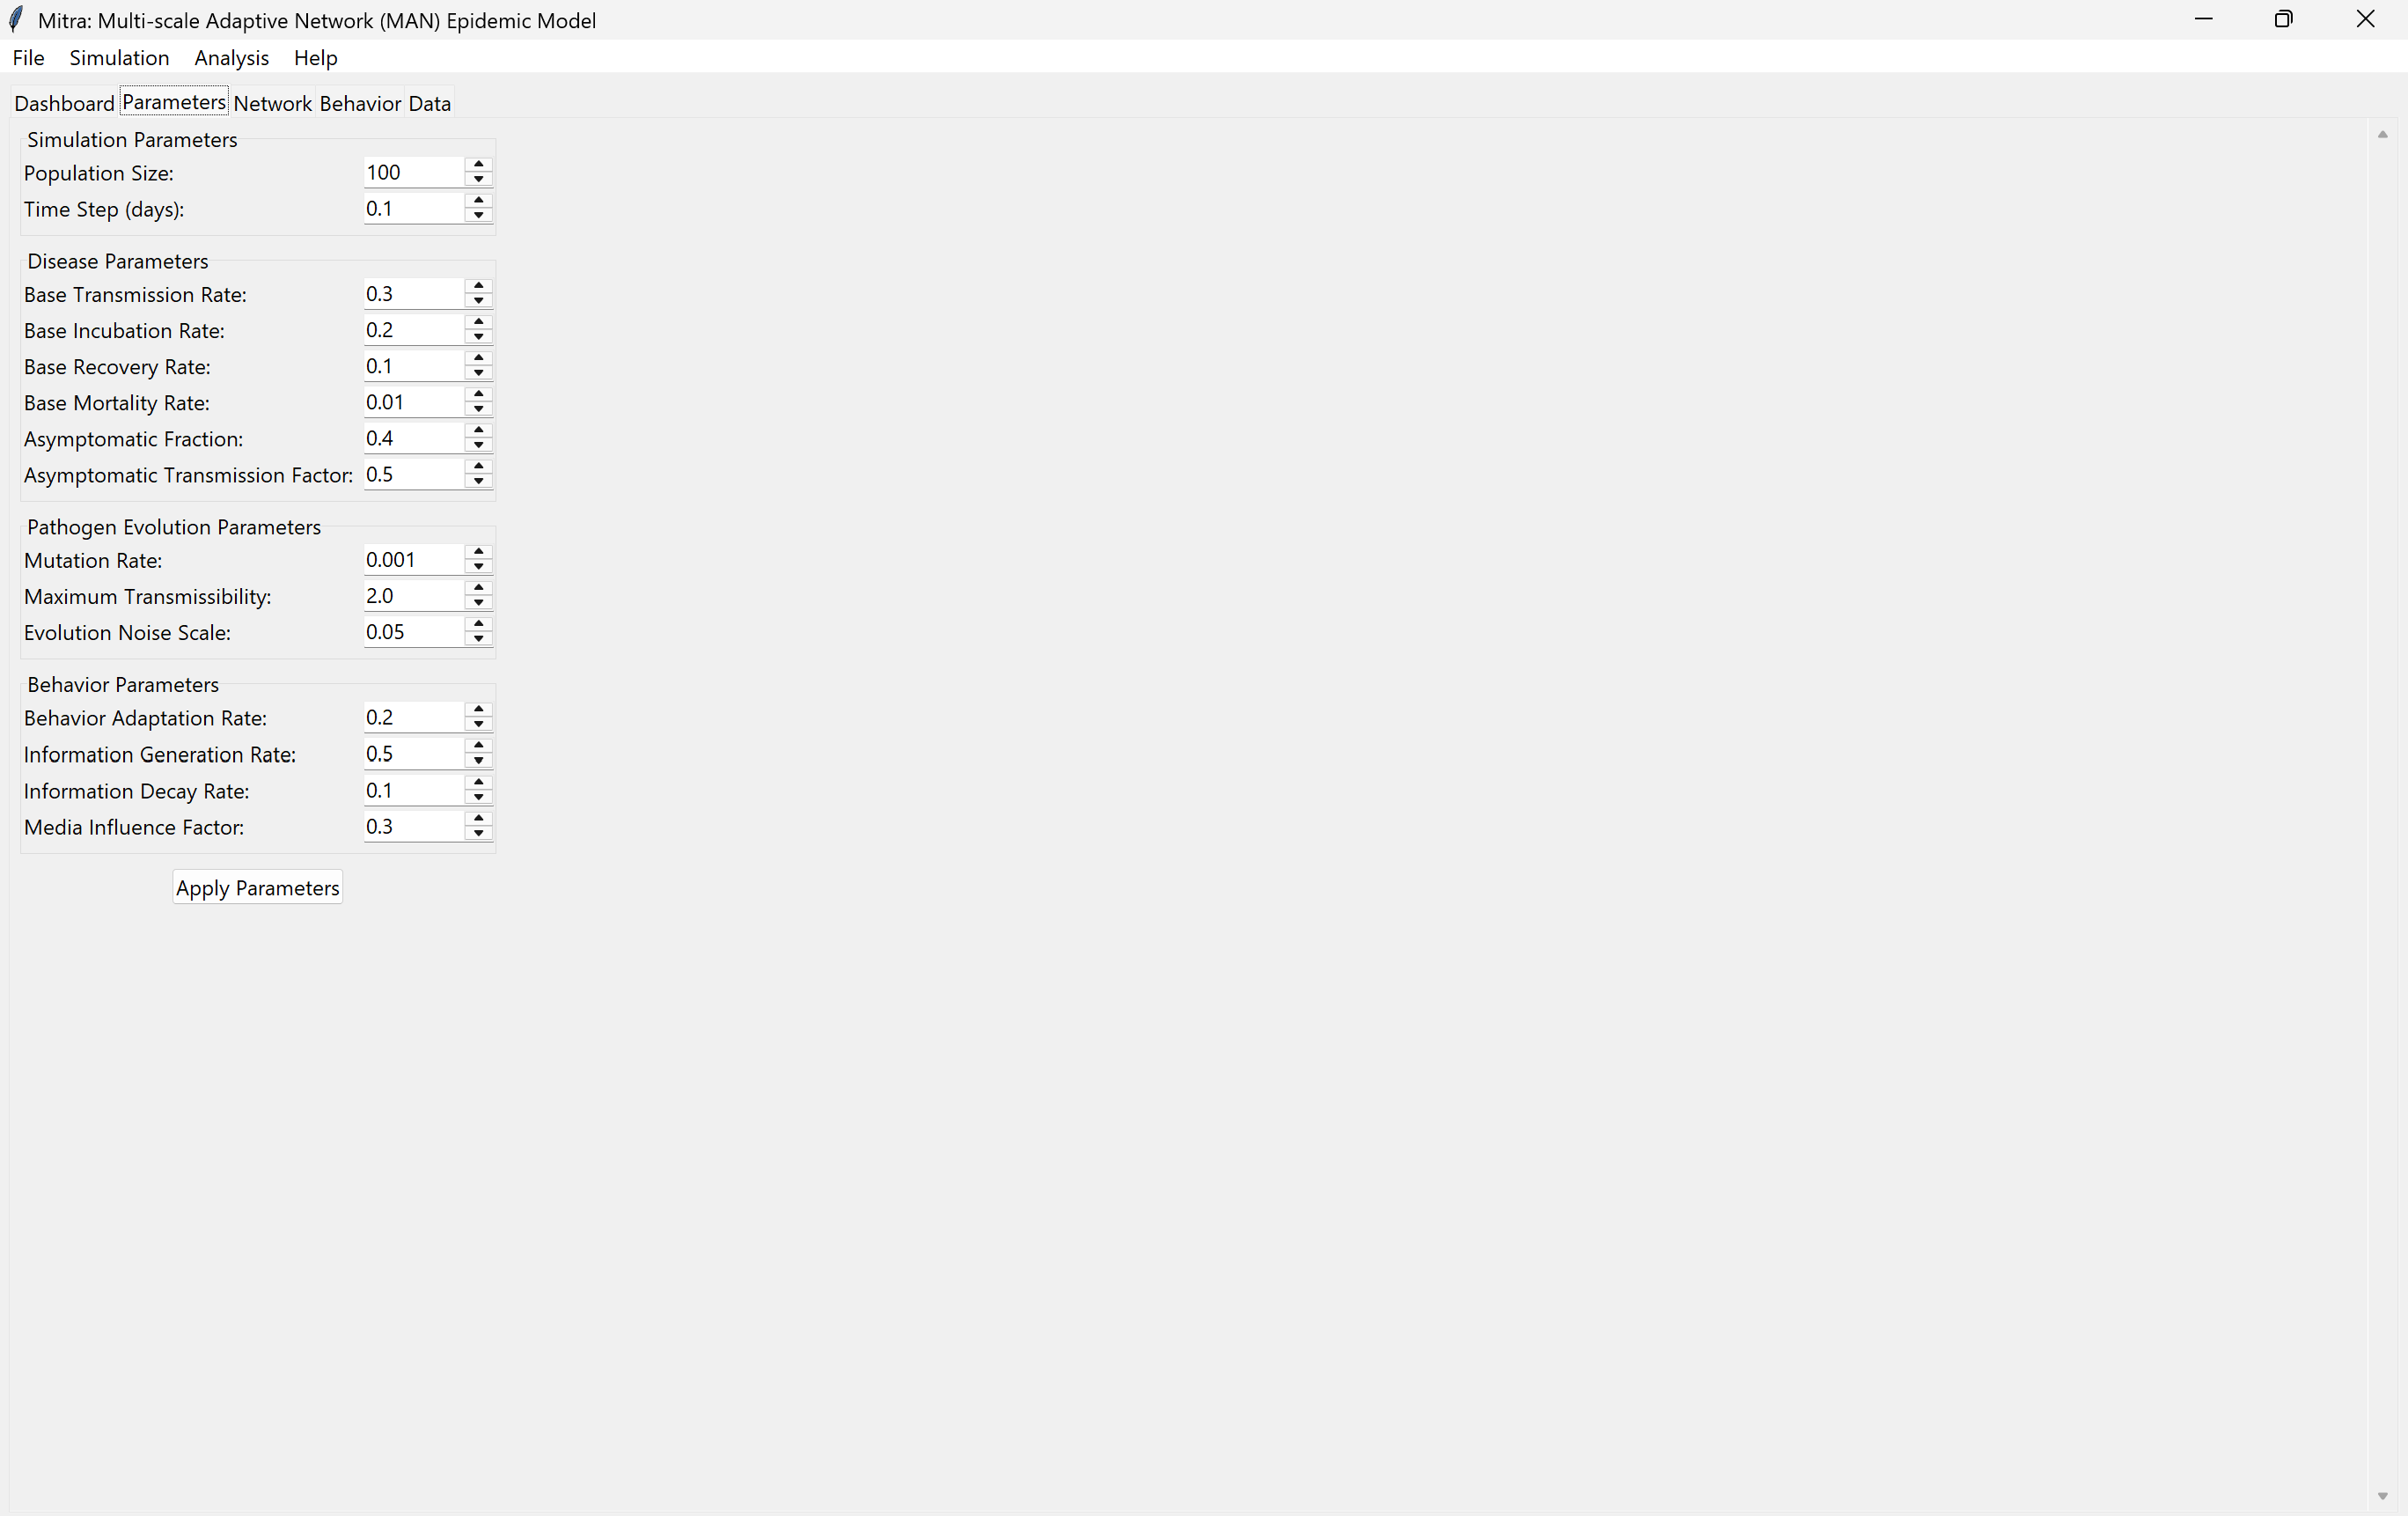 Mitra: Multi-scale Adaptive Network (MAN) Epidemic Model
File Simulation Analysis Help
Dashboard Parameters Network Behavior Data
Simulation Parameters
Population Size: 100
Time Step (days): 0.1
Disease Parameters
Base Transmission Rate: 0.3
Base Incubation Rate: 0.2
Base Recovery Rate: 0.1
Base Mortality Rate: 0.01
Asymptomatic Fraction: 0.4
Asymptomatic Transmission Factor: 0.5
Pathogen Evolution Parameters
Mutation Rate: 0.001
Maximum Transmissibility: 2.0
Evolution Noise Scale: 0.05
Behavior Parameters
Behavior Adaptation Rate: 0.2
Information Generation Rate: 0.5
Information Decay Rate: 0.1
Media Influence Factor: 0.3
Apply Parameters